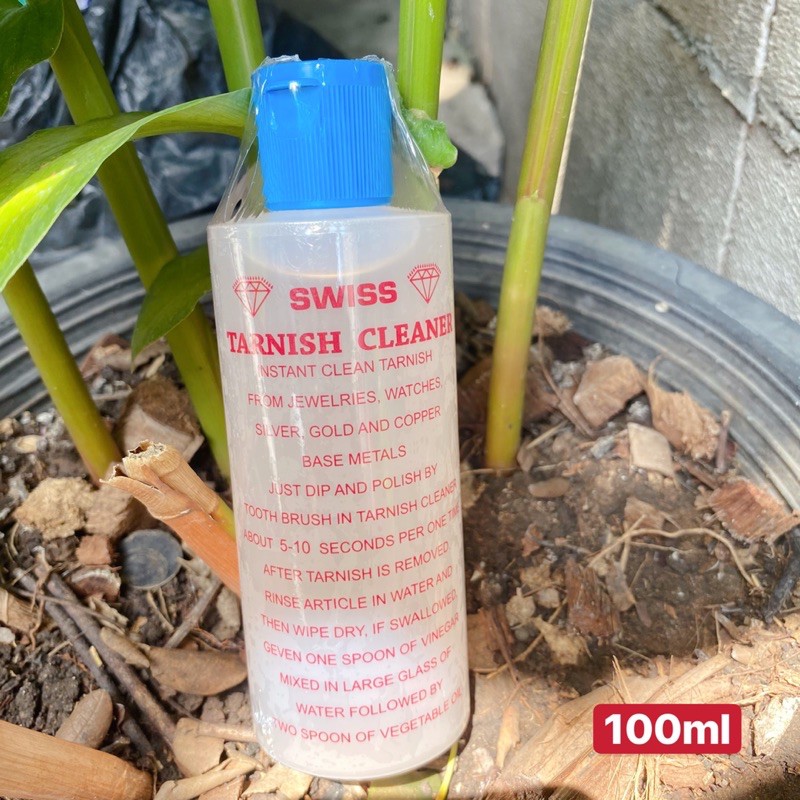 SWISS
TARNISH CLEANER
INSTANT CLEAN TARNISH
FROM JEWELRIES, WATCHES,
SILVER, GOLD AND COPPER
BASE METALS
JUST DIP AND POLISH BY
TOOTH BRUSH IN TARNISH CLEANER
ABOUT 5-10 SECONDS PER ONE TIME
AFTER TARNISH IS REMOVED
RINSE ARTICLE IN WATER AND
THEN WIPE DRY, IF SWALLOWED,
GEVEN ONE SPOON OF VINEGAR
MIXED IN LARGE GLASS OF
WATER FOLLOWED BY
TWO SPOON OF VEGETABLE OIL
100ml